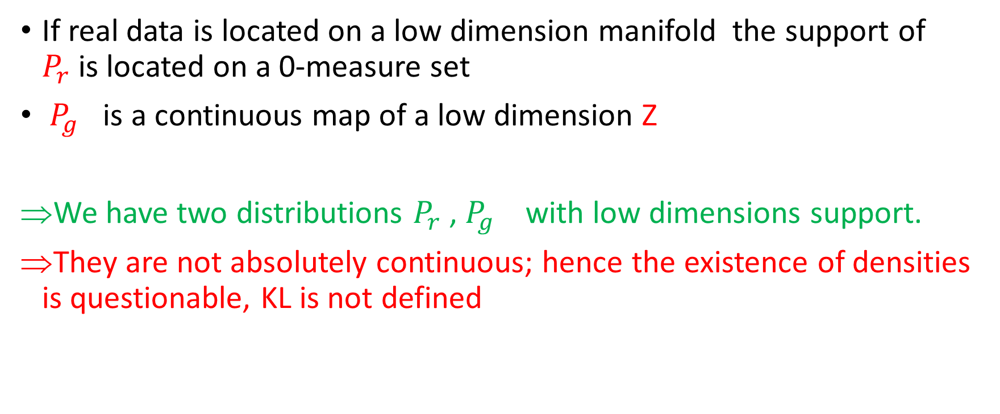 • If real data is located on a low dimension manifold the support of
P_r is located on a 0-measure set
• P_g is a continuous map of a low dimension Z
⇒We have two distributions P_r , P_g with low dimensions support.
⇒They are not absolutely continuous; hence the existence of densities
is questionable, KL is not defined